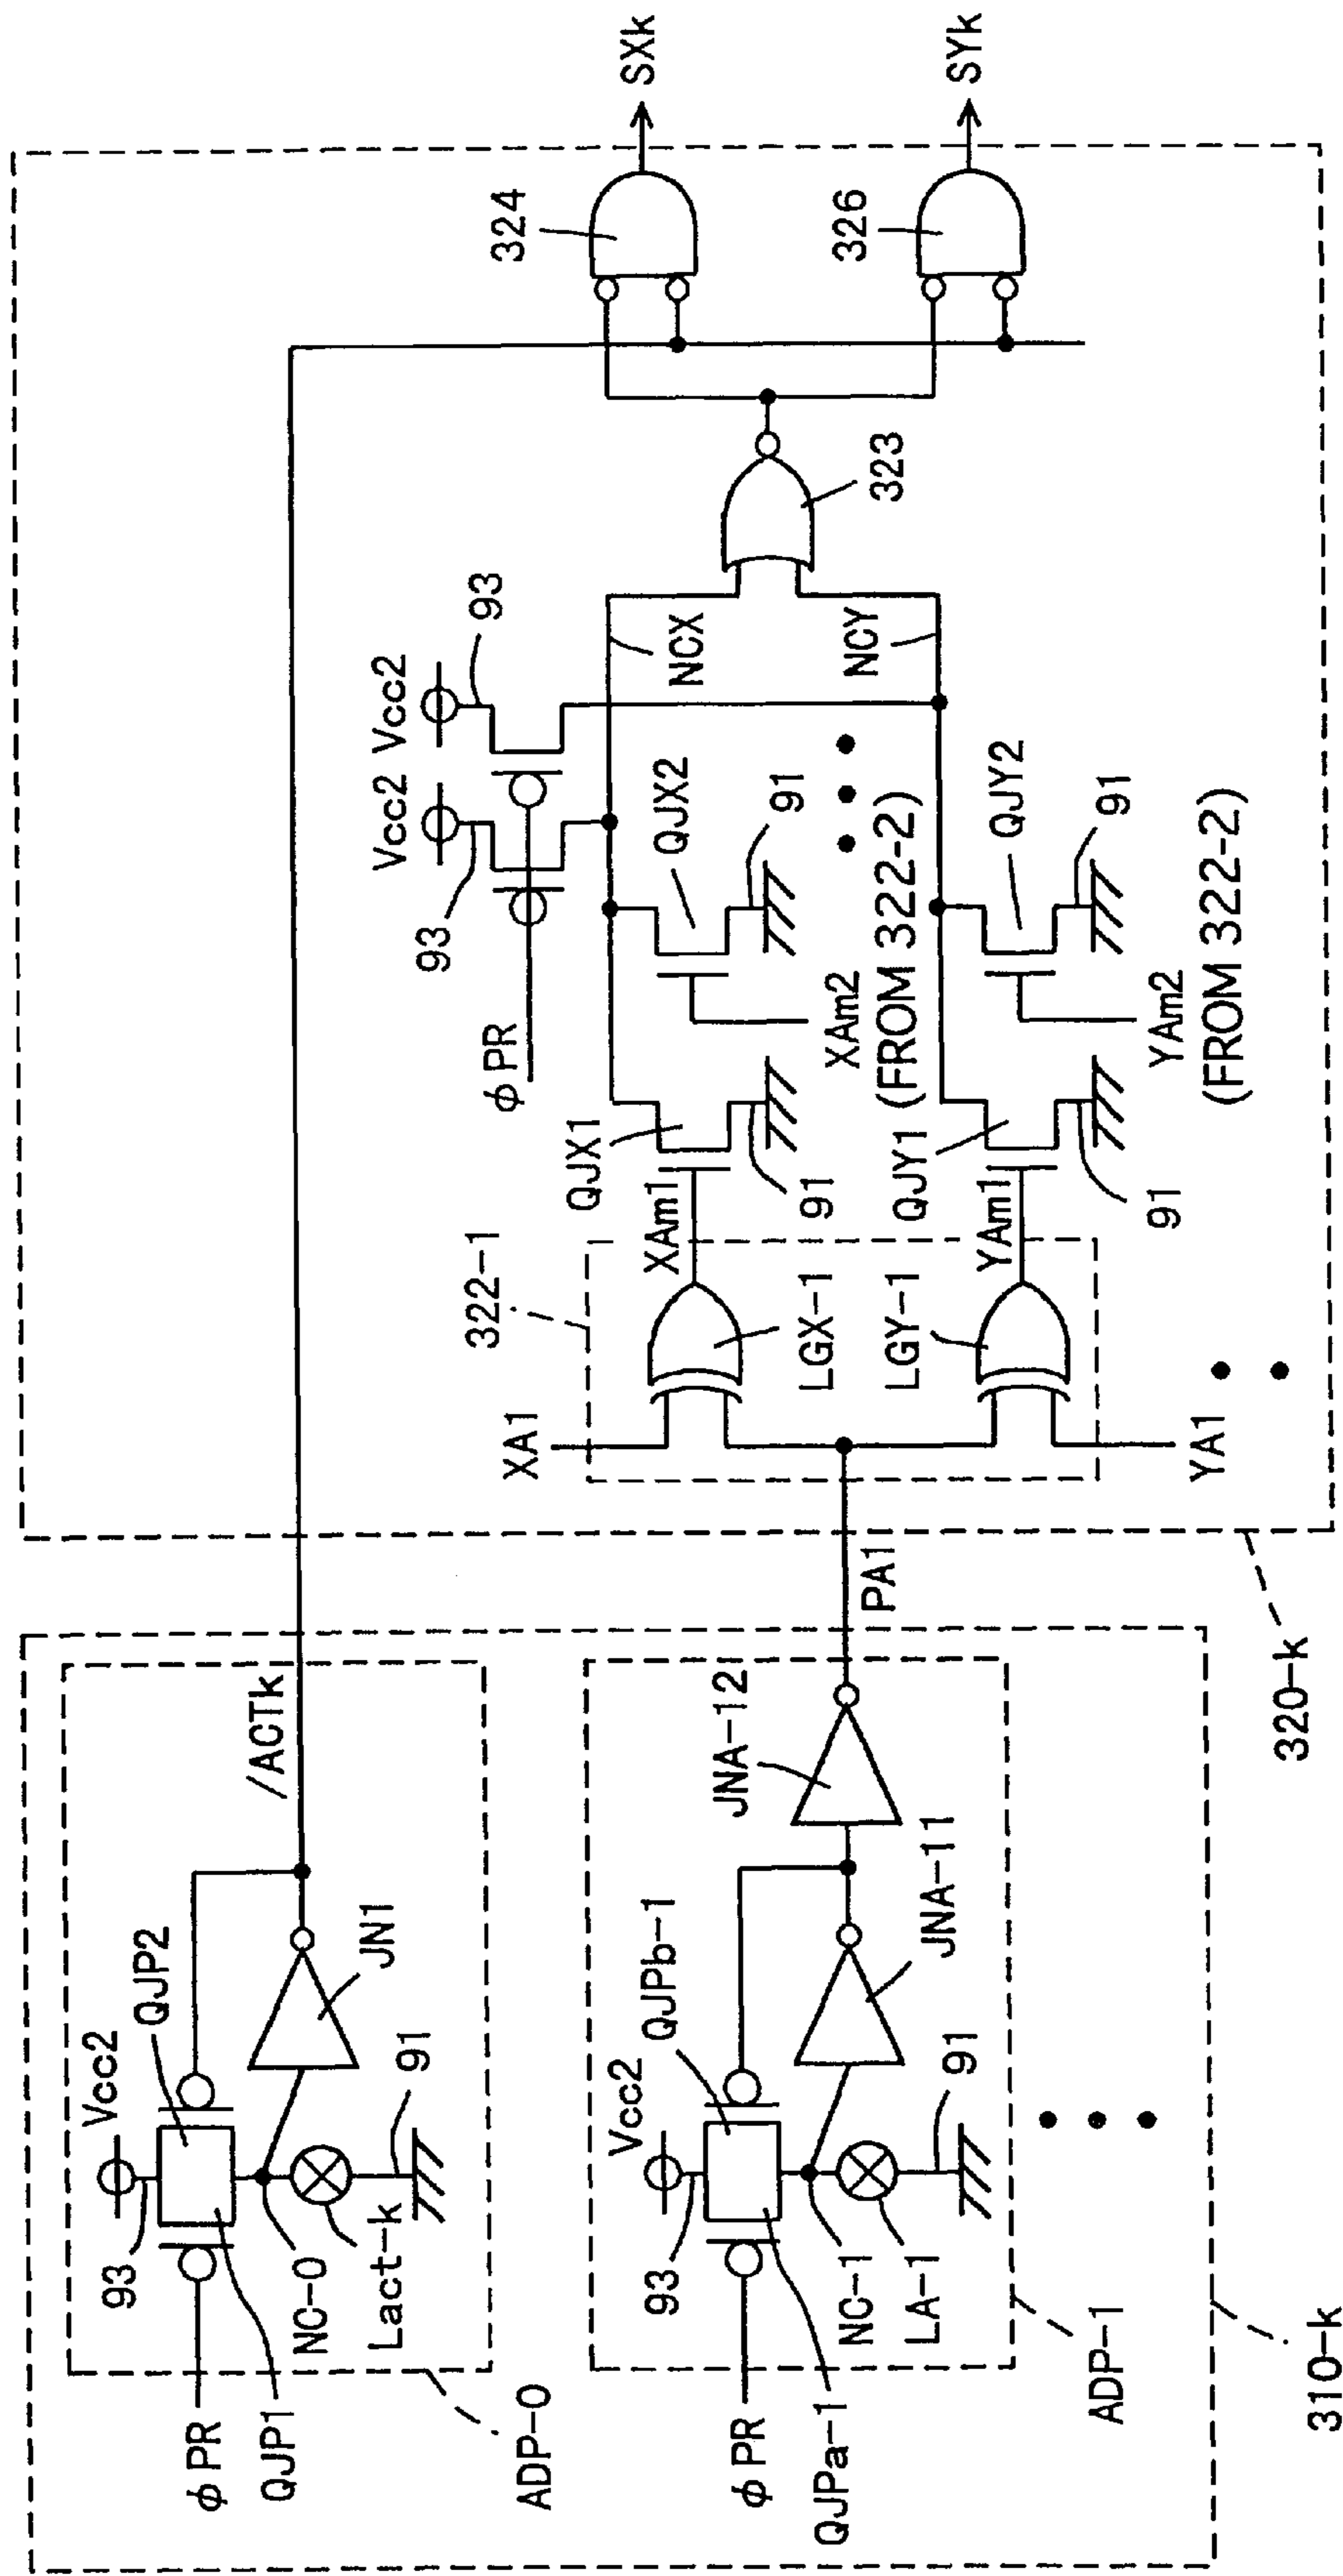 Vcc2
93
QJP2
φPR
QJP1
NC-0
Lact-k
91
JN1
/ACTk
ADP-0
Vcc2
93
QJPb-1
φPR
QJPa-1
NC-1
LA-1
91
JNA-11
JNA-12
ADP-1
310-k
PA1
320-k
322-1
XA1
LGX-1
LGY-1
YA1
XAm1
YAm1
QJX1
91
QJY1
91
φPR
93
Vcc2
Vcc2
93
QJX2
91
XAm2
(FROM 322-2)
QJY2
91
YAm2
(FROM 322-2)
NCX
NCY
323
324
326
SXk
SYk